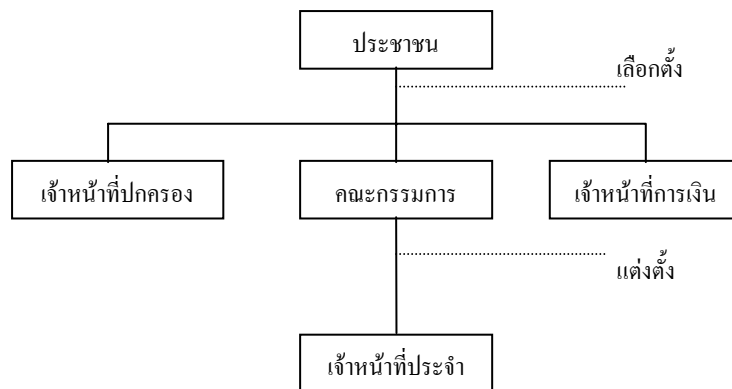 ประชาชน
เลือกตั้ง
เจ้าหน้าที่ปกครอง
คณะกรรมการ
เจ้าหน้าที่การเงิน
แต่งตั้ง
เจ้าหน้าที่ประจำ